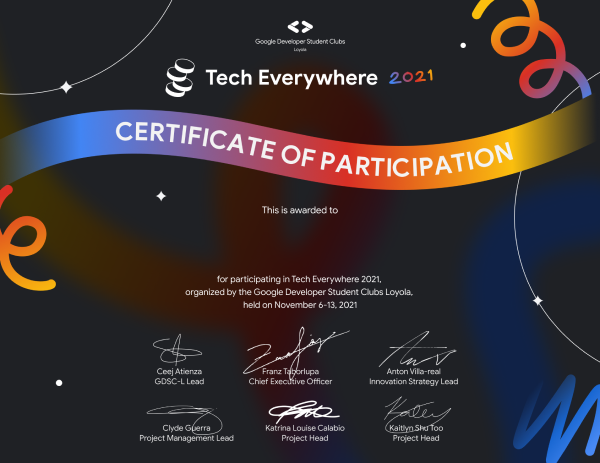 Google Developer Student Clubs
Loyola
Tech Everywhere 2021
CERTIFICATE OF PARTICIPATION
This is awarded to
for participating in Tech Everywhere 2021,
organized by the Google Developer Student Clubs Loyola,
held on November 6-13, 2021
Ceej Atienza
GDSC-L Lead
Franz Taborlupa
Chief Executive Officer
Anton Villa-real
Innovation Strategy Lead
Clyde Guerra
Project Management Lead
Katrina Louise Calabio
Project Head
Kaitlyn Shu Too
Project Head